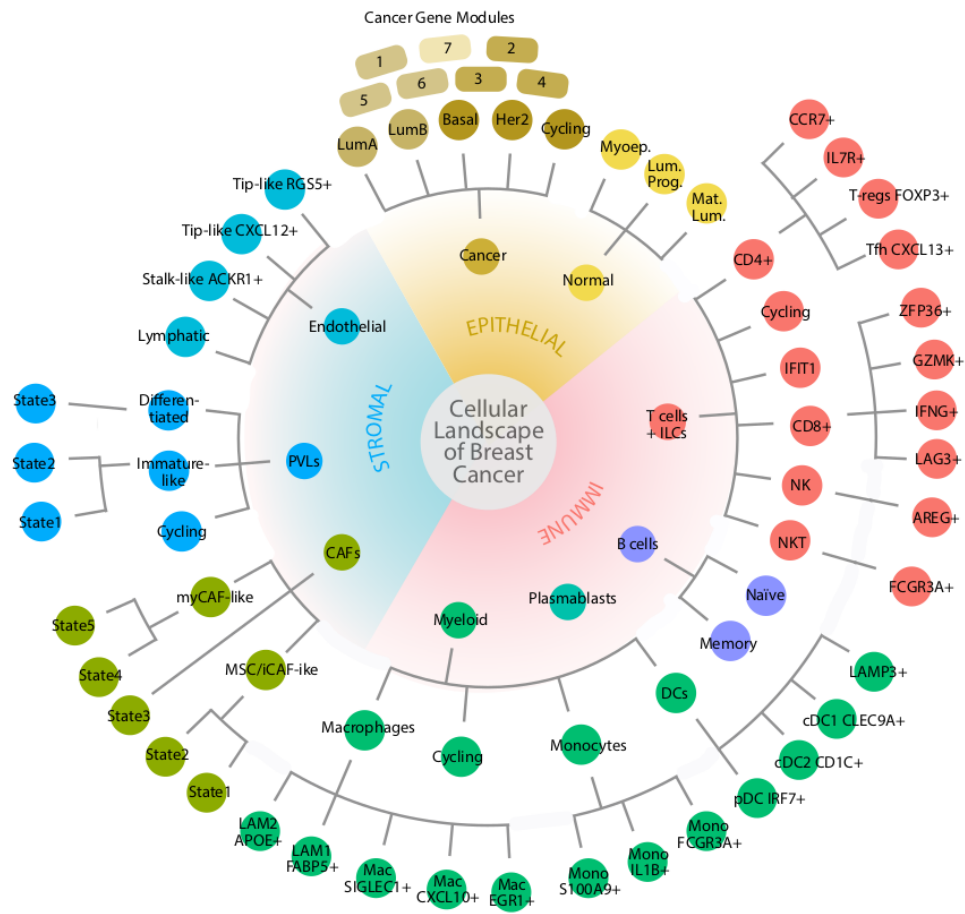 Cancer Gene Modules
1
7
2
5
6
3
4
LumA
LumB
Basal
Her2
Cycling
Myoep.
Lum.
Prog.
Mat.
Lum.
Cancer
Normal
EPITHELIAL
Tip-like RGS5+
Tip-like CXCL12+
Stalk-like ACKR1+
Lymphatic
Endothelial
STROMAL
State3
State2
State1
Differen-
tiated
Immature-
like
Cycling
PVLs
CAFs
myCAF-like
MSC/iCAF-ike
State5
State4
State3
State2
State1
Cellular
Landscape
of Breast
Cancer
IMMUNE
T cells
+ ILCs
CD4+
Cycling
IFIT1
CD8+
NK
NKT
CCR7+
IL7R+
T-regs FOXP3+
Tfh CXCL13+
ZFP36+
GZMK+
IFNG+
LAG3+
AREG+
FCGR3A+
B cells
Naïve
Memory
Plasmablasts
Myeloid
Macrophages
Cycling
Monocytes
DCs
LAMP3+
cDC1 CLEC9A+
cDC2 CD1C+
pDC IRF7+
Mono
FCGR3A+
Mono
IL1B+
Mono
S100A9+
Mac
EGR1+
Mac
CXCL10+
Mac
SIGLEC1+
LAM1
FABP5+
LAM2
APOE+